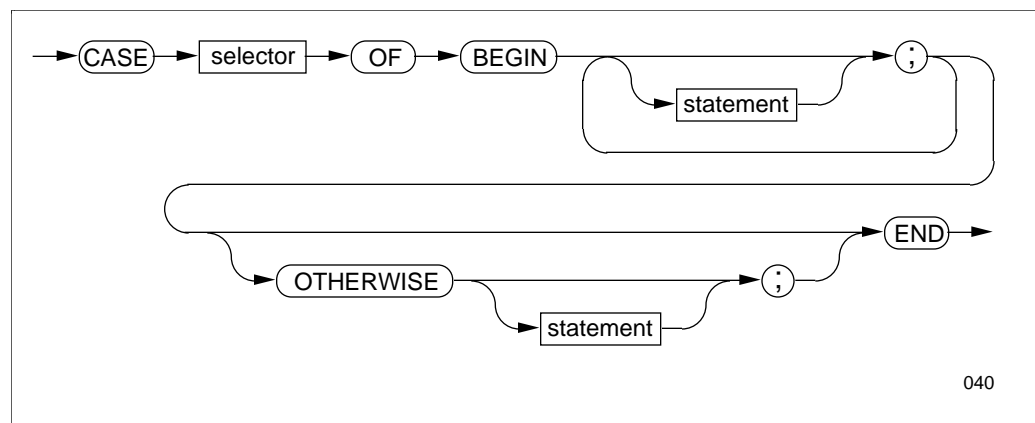 CASE selector OF BEGIN ;
statement
END
OTHERWISE ;
statement
040